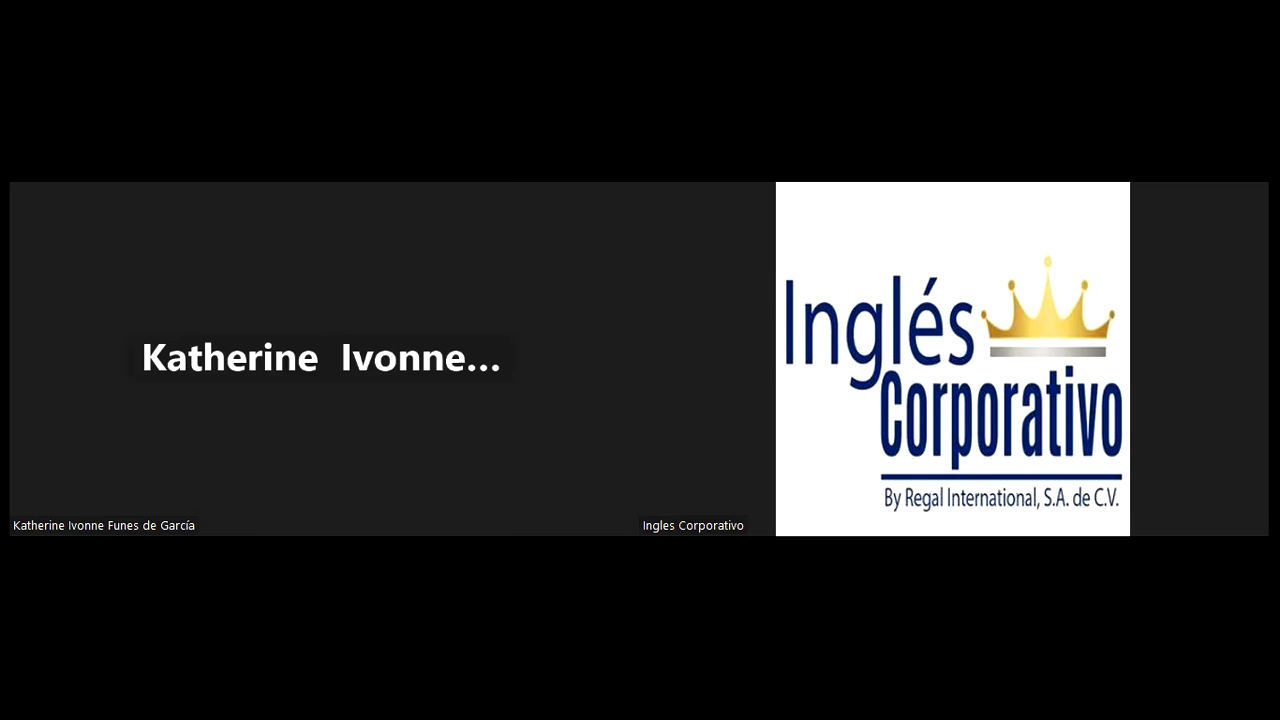 Katherine Ivonne...
Katherine Ivonne Funes de García
Inglés
Corporativo
By Regal International, S.A. de C.V.
Ingles Corporativo